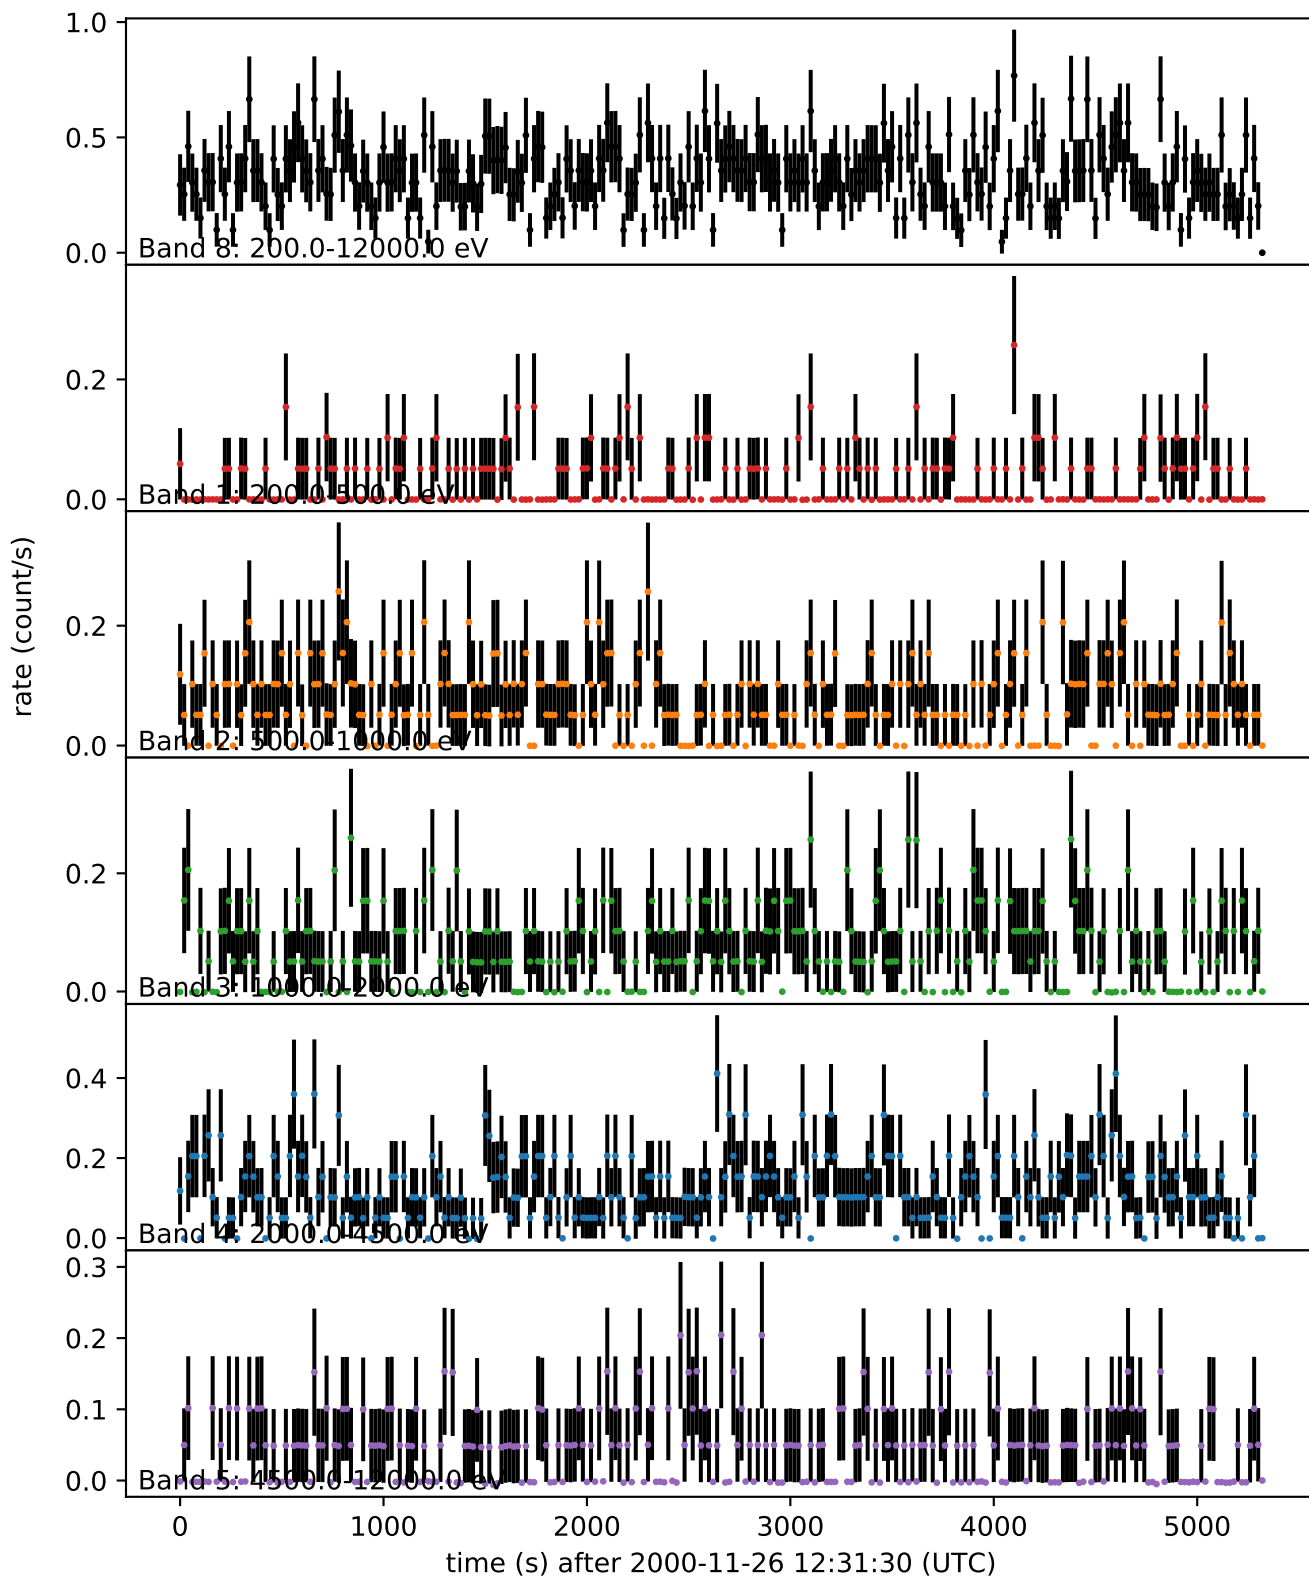 1.0
0.5
0.0
Band 8: 200.0-12000.0 eV
0.2
0.0
Band 1: 200.0-500.0 eV
0.2
0.0
Band 2: 500.0-1000.0 eV
rate (count/s)
0.2
0.0
Band 3: 1000.0-2000.0 eV
0.4
0.2
0.0
Band 4: 2000.0-4500.0 eV
0.3
0.2
0.1
0.0
Band 5: 4500.0-12000.0 eV
0 1000 2000 3000 4000 5000
time (s) after 2000-11-26 12:31:30 (UTC)